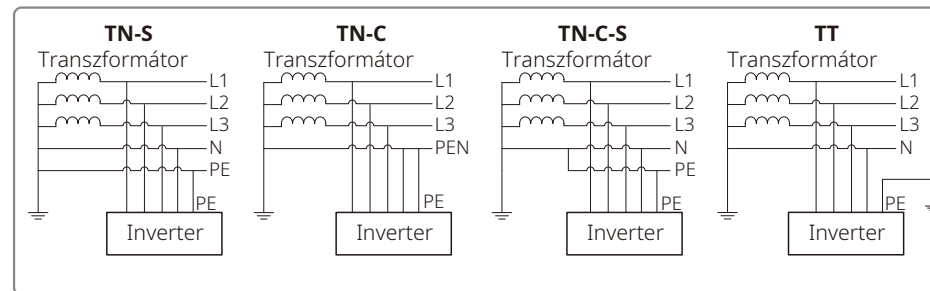 TN-S
Transzformátor
L1
L2
L3
N
PE
PE
Inverter
TN-C
Transzformátor
L1
L2
L3
PEN
PE
Inverter
TN-C-S
Transzformátor
L1
L2
L3
N
PE
PE
Inverter
TT
Transzformátor
L1
L2
L3
N
PE
Inverter